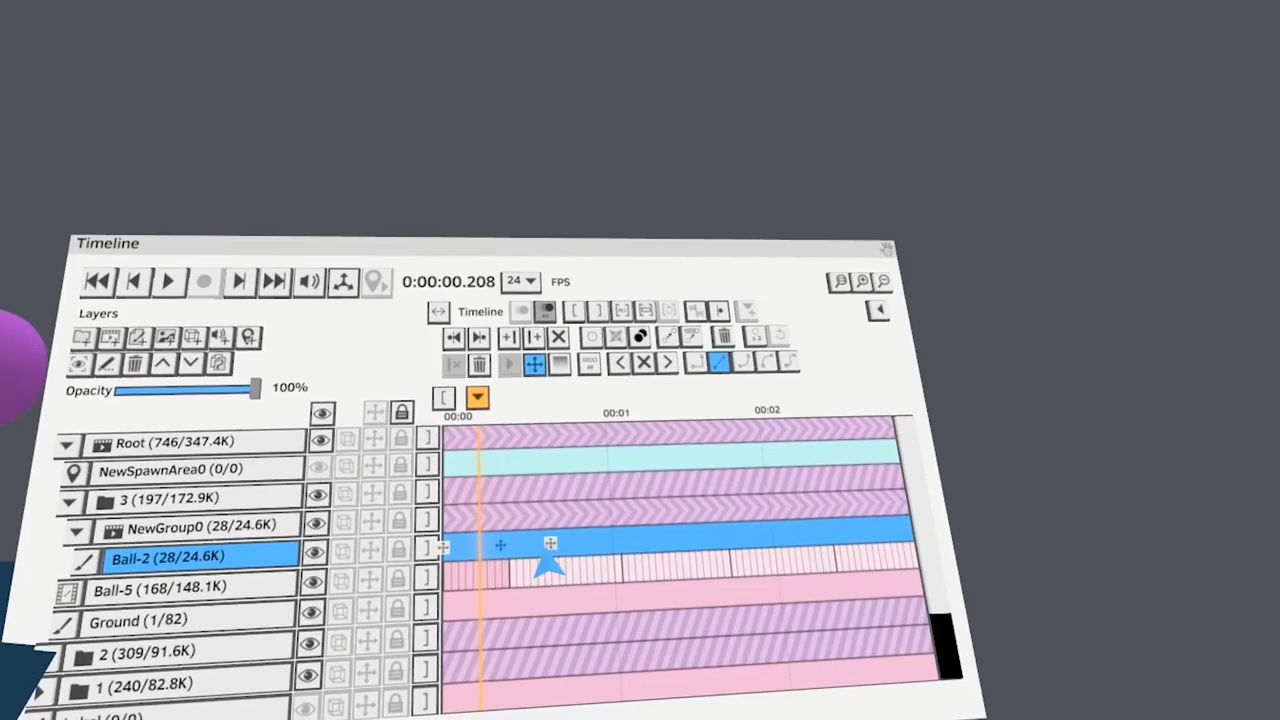 Timeline
0:00:00.208 24 FPS
Layers
Timeline
Opacity 100%
00:00 00:01 00:02
Root (746/347.4K)
NewSpawnArea0 (0/0)
3 (197/172.9K)
NewGroup0 (28/24.6K)
Ball-2 (28/24.6K)
Ball-5 (168/148.1K)
Ground (1/82)
2 (309/91.6K)
1 (240/82.8K)